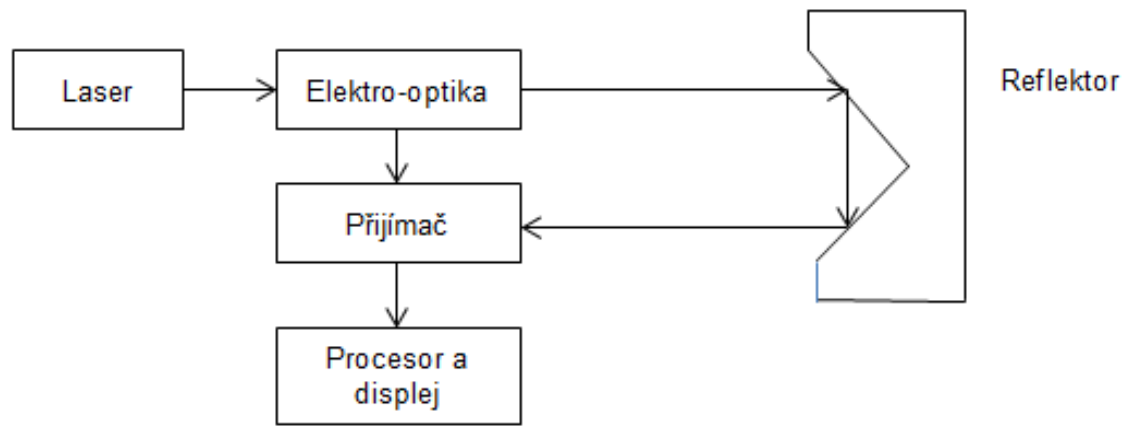 Laser
Elektro-optika
Reflektor
Přijímač
Procesor a
displej